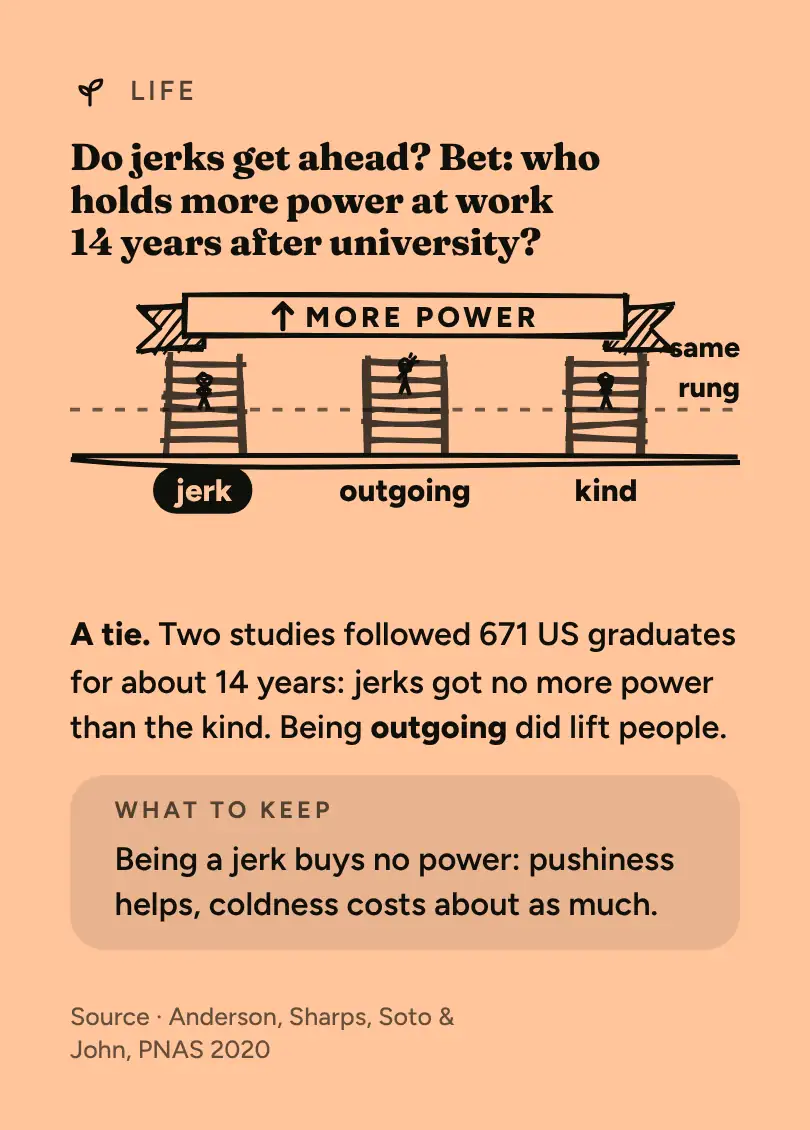 LIFE
Do jerks get ahead? Bet: who
holds more power at work
14 years after university?
↑ MORE POWER
same
rung
jerk
outgoing
kind
A tie. Two studies followed 671 US graduates
for about 14 years: jerks got no more power
than the kind. Being outgoing did lift people.
WHAT TO KEEP
Being a jerk buys no power: pushiness
helps, coldness costs about as much.
Source · Anderson, Sharps, Soto &
John, PNAS 2020